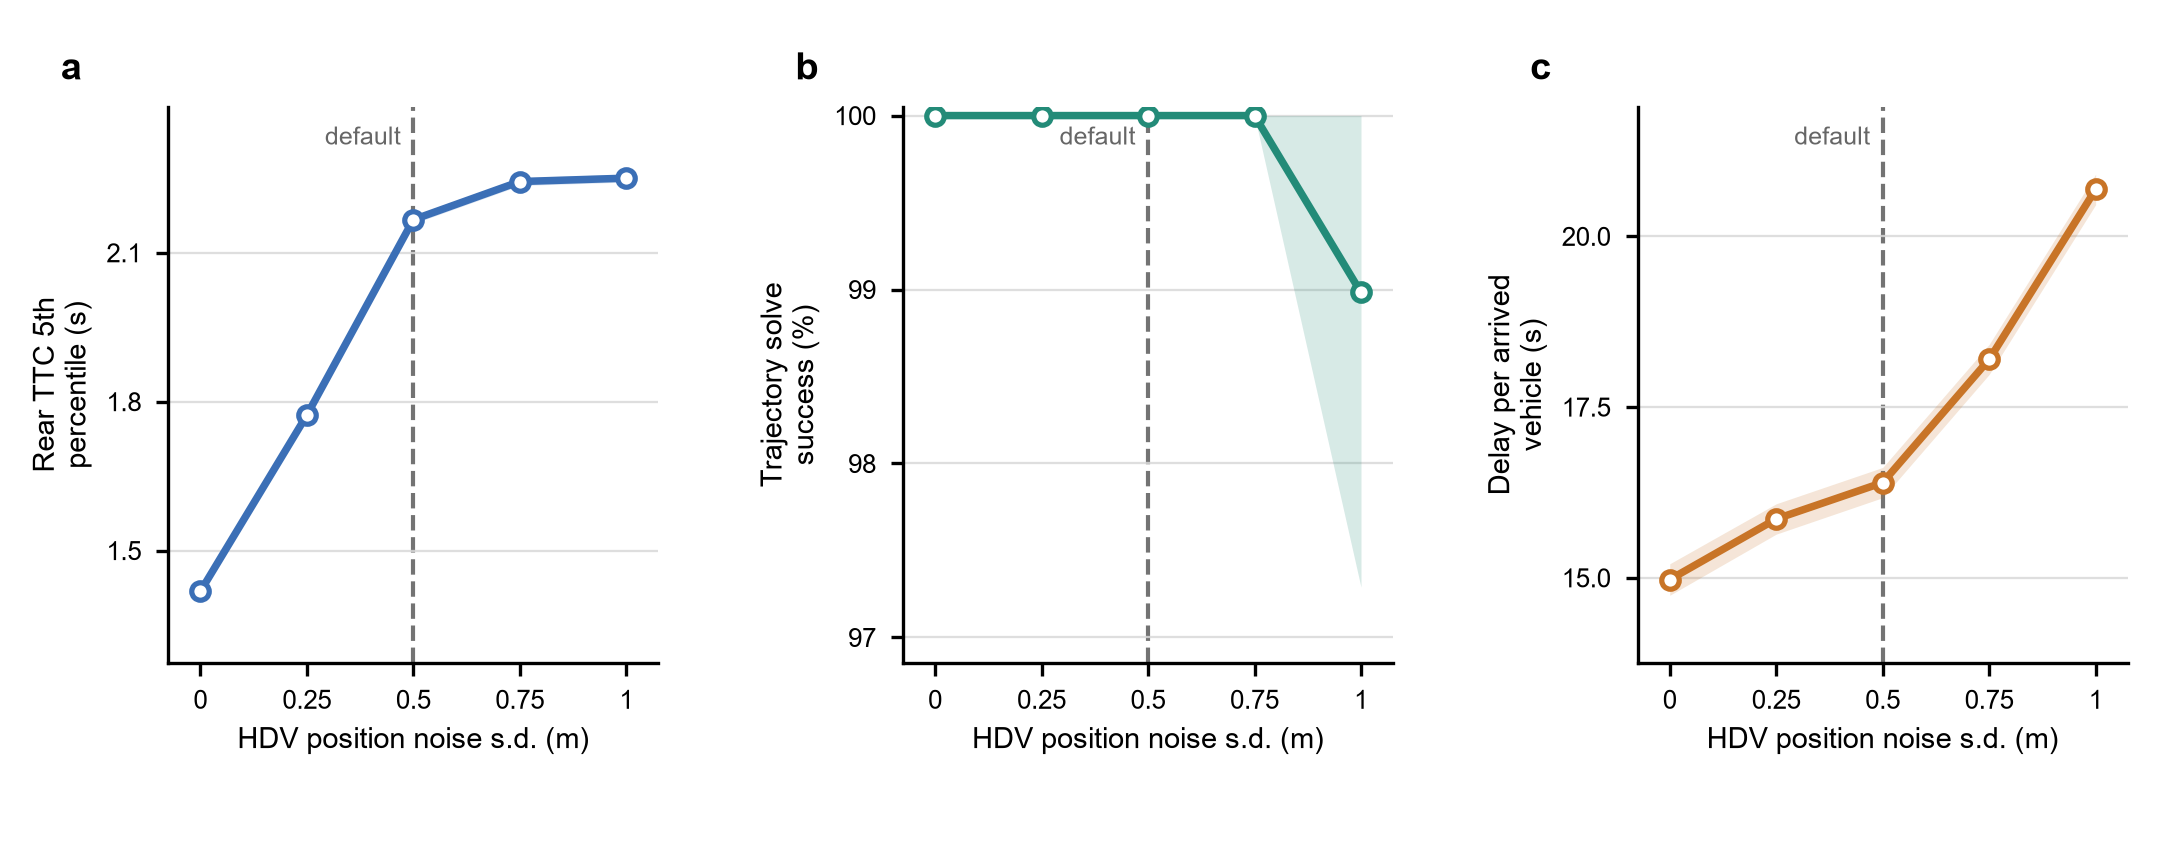 a
default
2.1
1.8
1.5
Rear TTC 5th
percentile (s)
0 0.25 0.5 0.75 1
HDV position noise s.d. (m)
b
default
100
99
98
97
Trajectory solve
success (%)
0 0.25 0.5 0.75 1
HDV position noise s.d. (m)
c
default
20.0
17.5
15.0
Delay per arrived
vehicle (s)
0 0.25 0.5 0.75 1
HDV position noise s.d. (m)